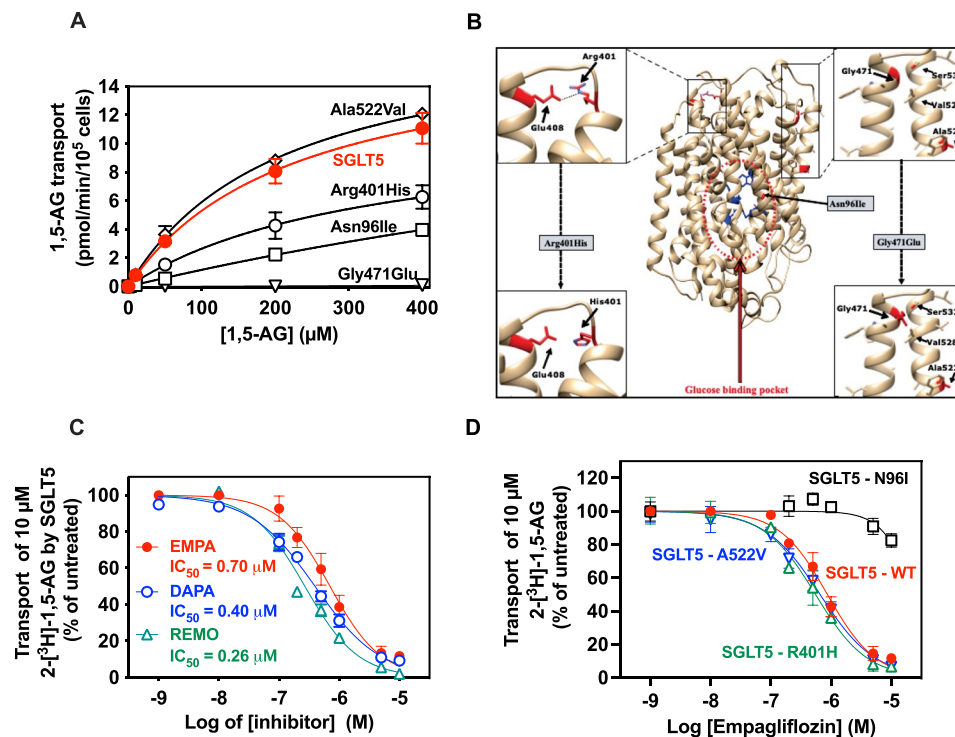 A
1,5-AG transport
(pmol/min/10⁵ cells)
14
12
10
8
6
4
2
0
Ala522Val
SGLT5
Arg401His
Asn96Ile
Gly471Glu
0
100
200
300
400
[1,5-AG] (µM)
B
Arg401
Glu408
Gly471
Arg401His
Asn96Ile
Gly471Glu
His401
Glu408
Gly471
Ser533
Val528
Glucose binding pocket
C
Transport of 10 µM
2-[³H]-1,5-AG by SGLT5
(% of untreated)
100
80
60
40
20
0
EMPA
IC₅₀ = 0.70 µM
DAPA
IC₅₀ = 0.40 µM
REMO
IC₅₀ = 0.26 µM
-9
-8
-7
-6
-5
Log of [inhibitor] (M)
D
Transport of 10 µM
2-[³H]-1,5-AG
(% of untreated)
120
100
80
60
40
20
0
SGLT5 - N96I
SGLT5 - A522V
SGLT5 - WT
SGLT5 - R401H
-9
-8
-7
-6
-5
Log [Empagliflozin] (M)